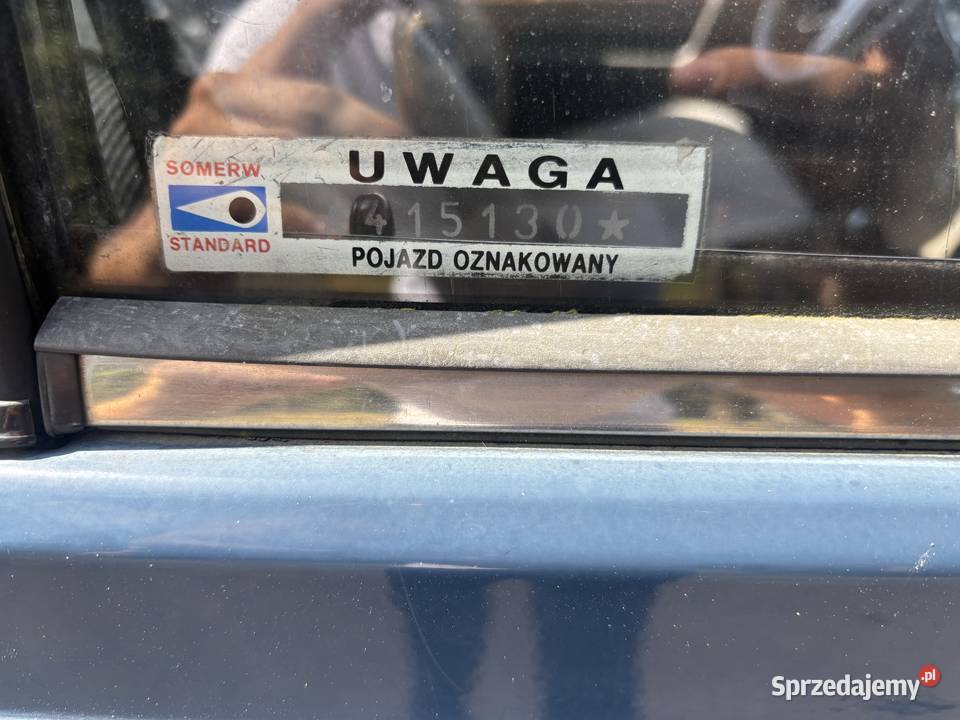 SOMERW
STANDARD
UWAGA
415130★
POJAZD OZNAKOWANY
Sprzedajemy.pl